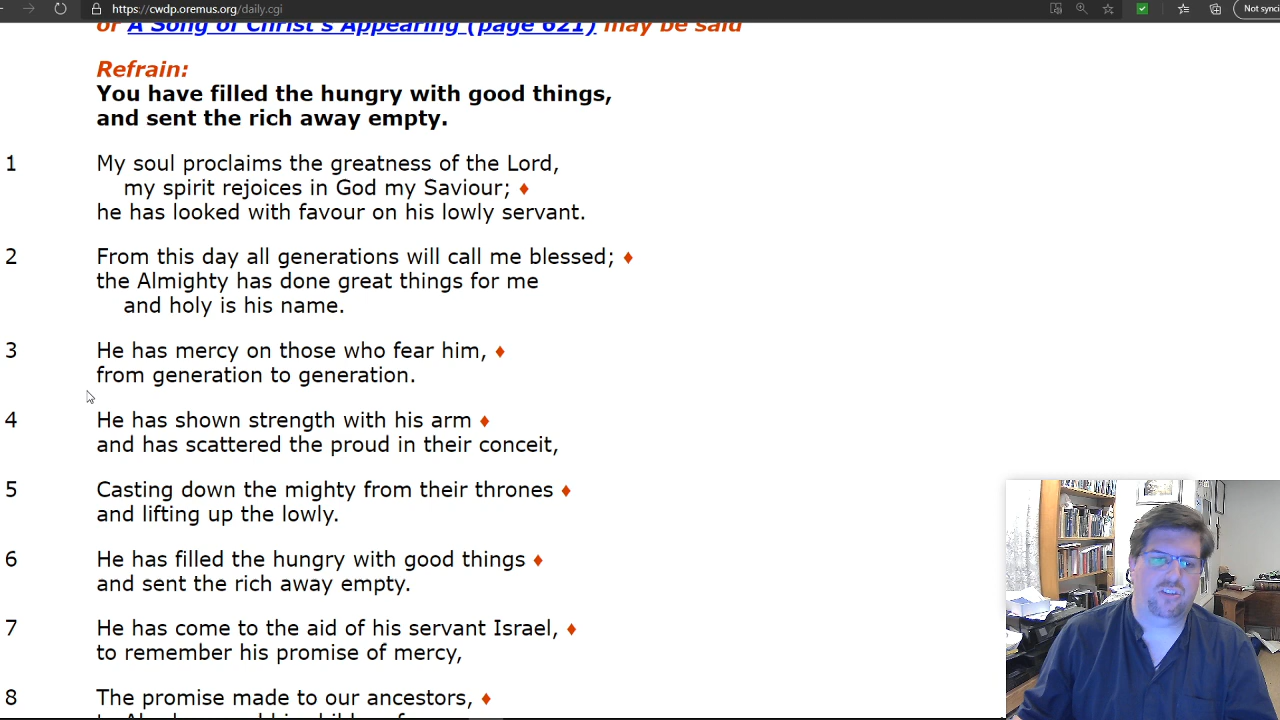 https://cwdp.oremus.org/daily.cgi
Not synci
or A Song of Christ's Appearing (page 621) may be said
Refrain:
You have filled the hungry with good things,
and sent the rich away empty.
1 My soul proclaims the greatness of the Lord,
my spirit rejoices in God my Saviour; ♦
he has looked with favour on his lowly servant.
2 From this day all generations will call me blessed; ♦
the Almighty has done great things for me
and holy is his name.
3 He has mercy on those who fear him, ♦
from generation to generation.
4 He has shown strength with his arm ♦
and has scattered the proud in their conceit,
5 Casting down the mighty from their thrones ♦
and lifting up the lowly.
6 He has filled the hungry with good things ♦
and sent the rich away empty.
7 He has come to the aid of his servant Israel, ♦
to remember his promise of mercy,
8 The promise made to our ancestors, ♦